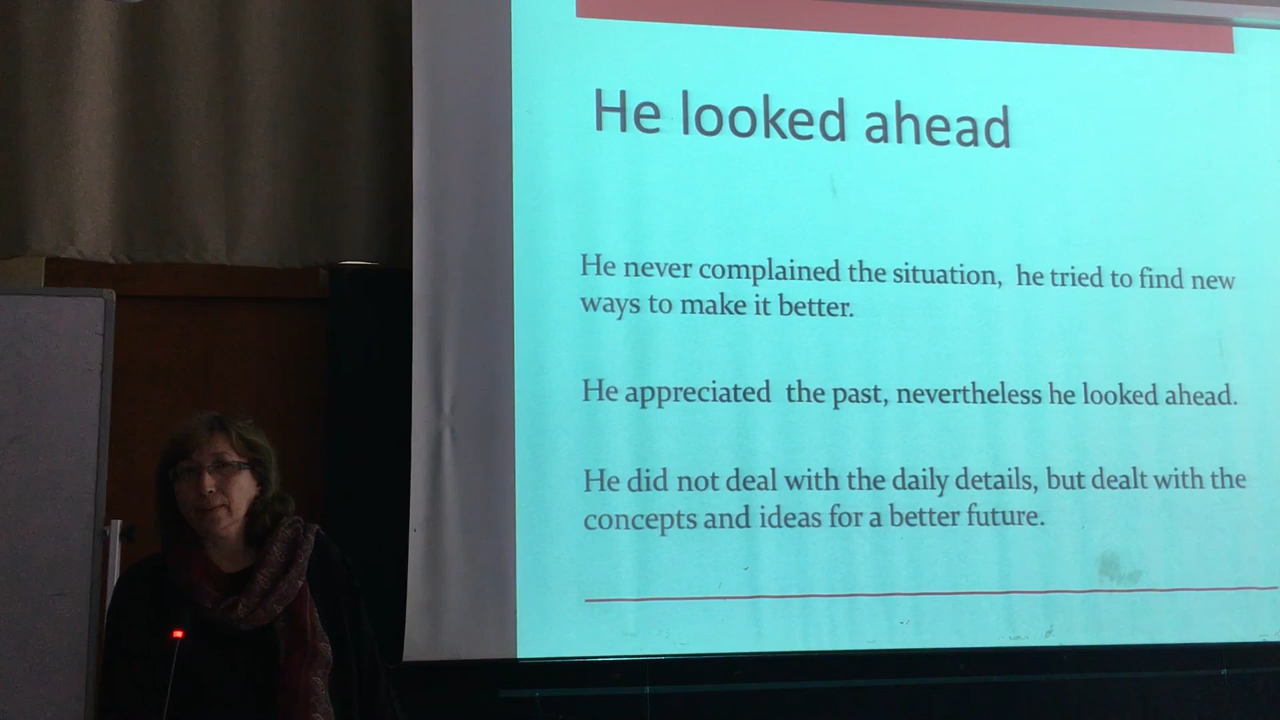 He looked ahead
He never complained the situation, he tried to find new
ways to make it better.
He appreciated the past, nevertheless he looked ahead.
He did not deal with the daily details, but dealt with the
concepts and ideas for a better future.